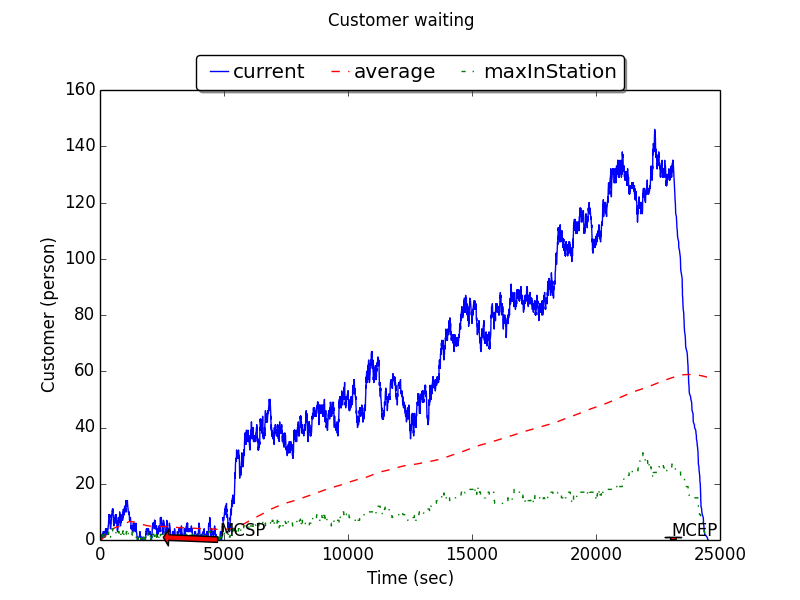 Customer waiting
current average maxInStation
160
140
120
100
80
60
40
20
0
Customer (person)
MCSP MCEP
0 5000 10000 15000 20000 25000
Time (sec)